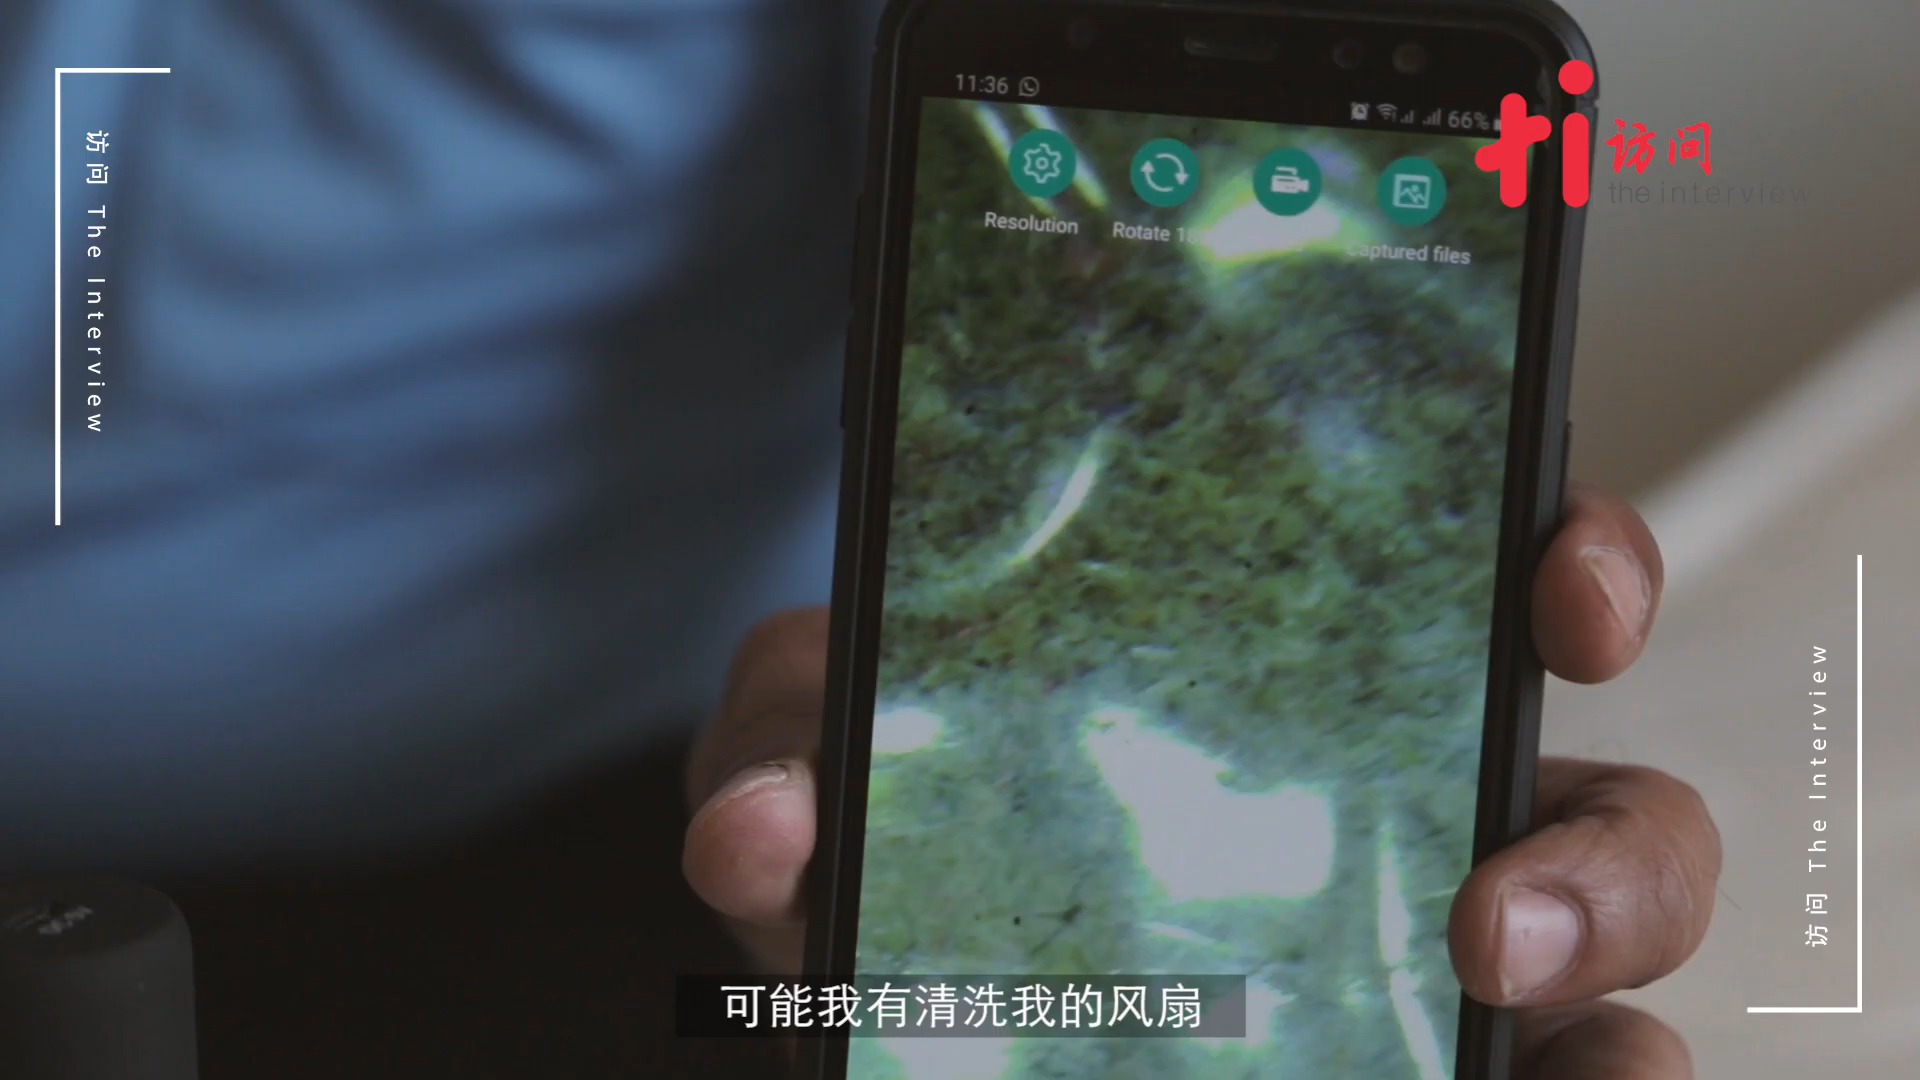 访问 The Interview
11:36
66%
Resolution
Rotate
Captured files
ti 访问
the interview
访问 The Interview
可能我有清洗我的风扇